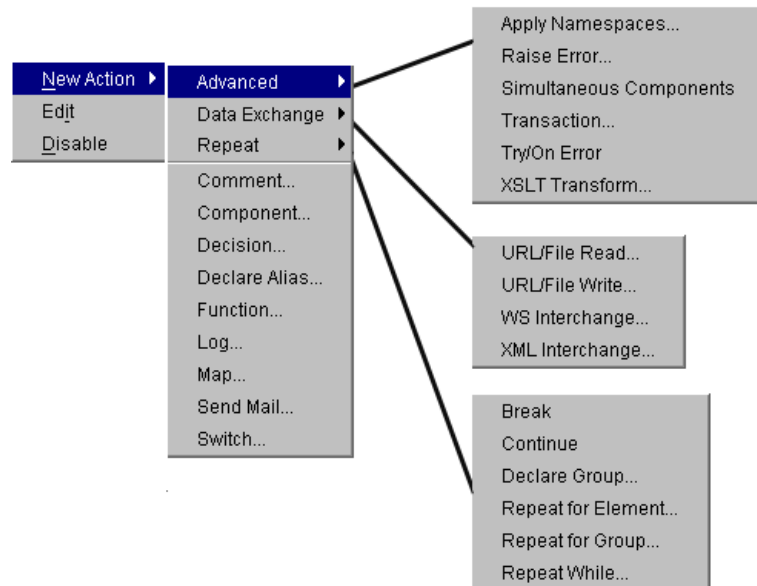 New Action
Edit
Disable
Advanced
Data Exchange
Repeat
Comment...
Component...
Decision...
Declare Alias...
Function...
Log...
Map...
Send Mail...
Switch...
Apply Namespaces...
Raise Error...
Simultaneous Components
Transaction...
Try/On Error
XSLT Transform...
URL/File Read...
URL/File Write...
WS Interchange...
XML Interchange...
Break
Continue
Declare Group...
Repeat for Element...
Repeat for Group...
Repeat While...